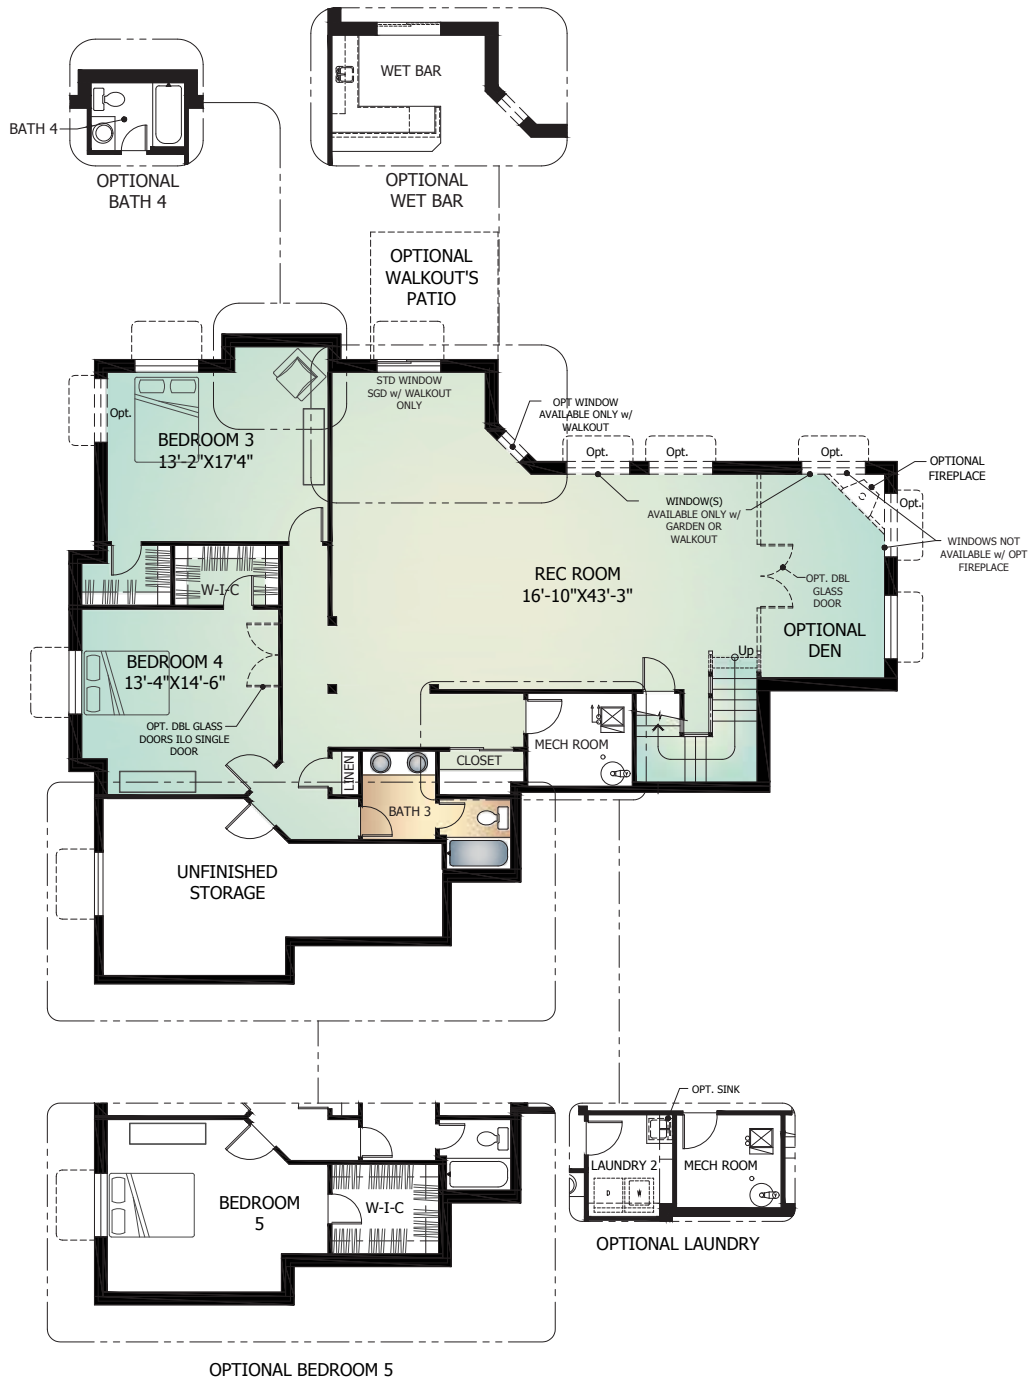 WET BAR
BATH 4
OPTIONAL
BATH 4
OPTIONAL
WET BAR
OPTIONAL
WALKOUT'S
PATIO
STD WINDOW
SGD w/ WALKOUT
ONLY
OPT WINDOW
AVAILABLE ONLY w/
WALKOUT
Opt.
BEDROOM 3
13'-2"X17'4"
Opt.
Opt.
Opt.
OPTIONAL
FIREPLACE
Opt.
WINDOW(S)
AVAILABLE ONLY w/
GARDEN OR
WALKOUT
WINDOWS NOT
AVAILABLE w/ OPT
FIREPLACE
W-I-C
REC ROOM
16'-10"X43'-3"
OPT. DBL
GLASS
DOOR
OPTIONAL
DEN
Up
BEDROOM 4
13'-4"X14'-6"
OPT. DBL GLASS
DOORS ILO SINGLE
DOOR
MECH ROOM
CLOSET
LINEN
BATH 3
UNFINISHED
STORAGE
OPT. SINK
LAUNDRY 2
MECH ROOM
D
W
BEDROOM
5
W-I-C
OPTIONAL LAUNDRY
OPTIONAL BEDROOM 5